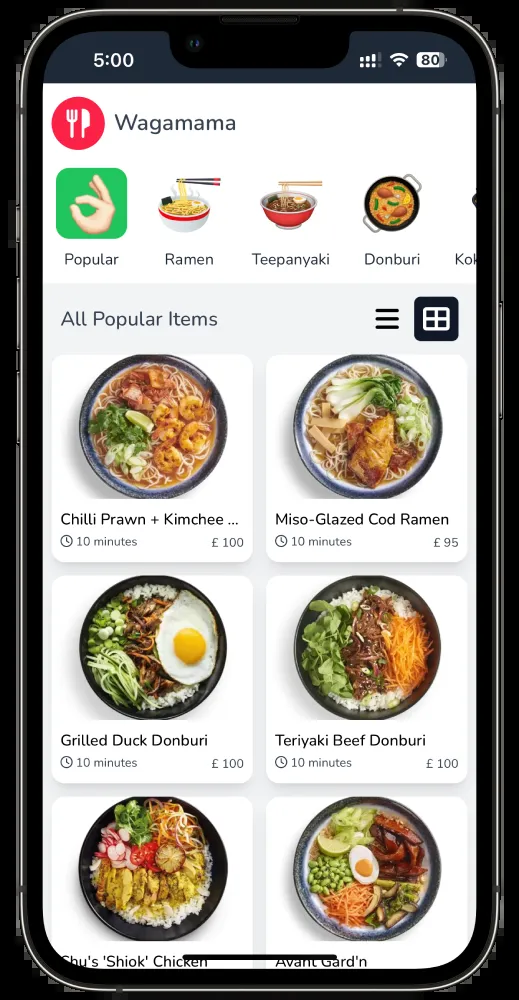 5:00
80
Wagamama
Popular
Ramen
Teepanyaki
Donburi
Kok
All Popular Items
Chilli Prawn + Kimchee ...
10 minutes
£ 100
Miso-Glazed Cod Ramen
10 minutes
£ 95
Grilled Duck Donburi
10 minutes
£ 100
Teriyaki Beef Donburi
10 minutes
£ 100
Shu's 'Shiok' Chicken
Avant Gard'n